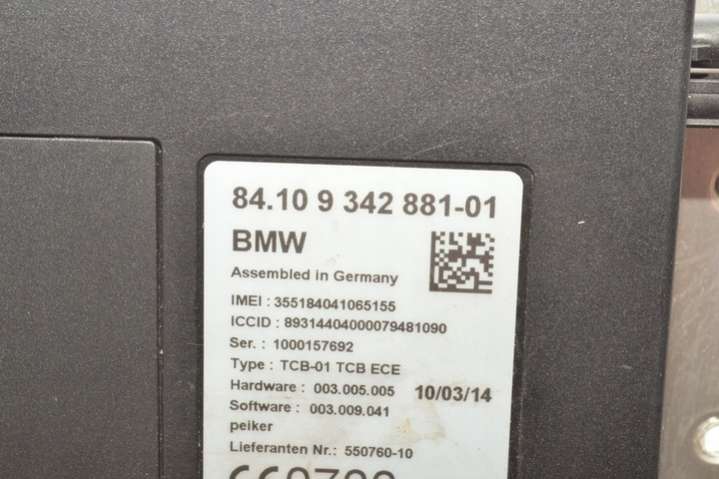 84.10 9 342 881-01
BMW
Assembled in Germany
IMEI : 355184041065155
ICCID : 89314404000079481090
Ser. : 1000157692
Type : TCB-01 TCB ECE
Hardware : 003.005.005 10/03/14
Software : 003.009.041
peiker
Lieferanten Nr.: 550760-10